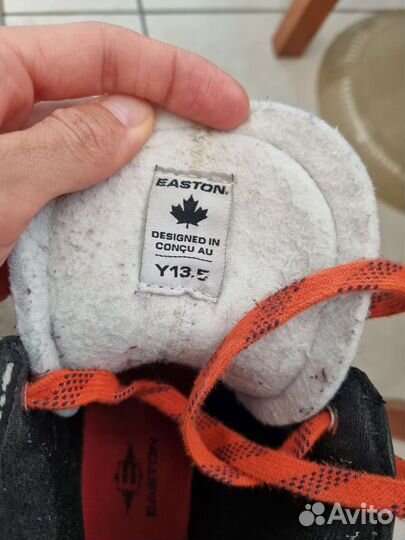 EASTON
DESIGNED IN
CONÇU AU
Y13.5
EASTON
Avito